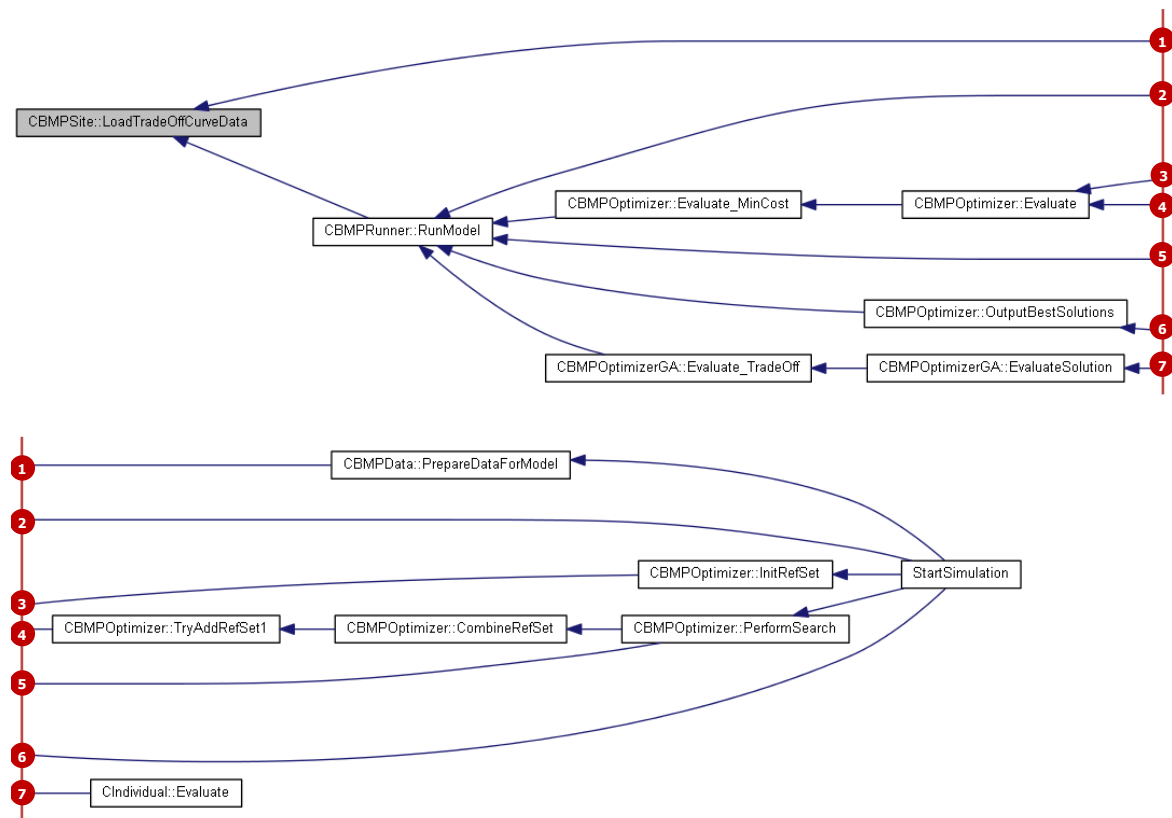 1
CBMPSite::LoadTradeOffCurveData
2
3
CBMPOptimizer::Evaluate_MinCost
CBMPOptimizer::Evaluate
4
CBMPRunner::RunModel
5
CBMPOptimizer::OutputBestSolutions
6
CBMPOptimizerGA::Evaluate_TradeOff
CBMPOptimizerGA::EvaluateSolution
7
1
CBMPData::PrepareDataForModel
2
CBMPOptimizer::InitRefSet
StartSimulation
3
4
CBMPOptimizer::TryAddRefSet1
CBMPOptimizer::CombineRefSet
CBMPOptimizer::PerformSearch
5
6
7
CIndividual::Evaluate